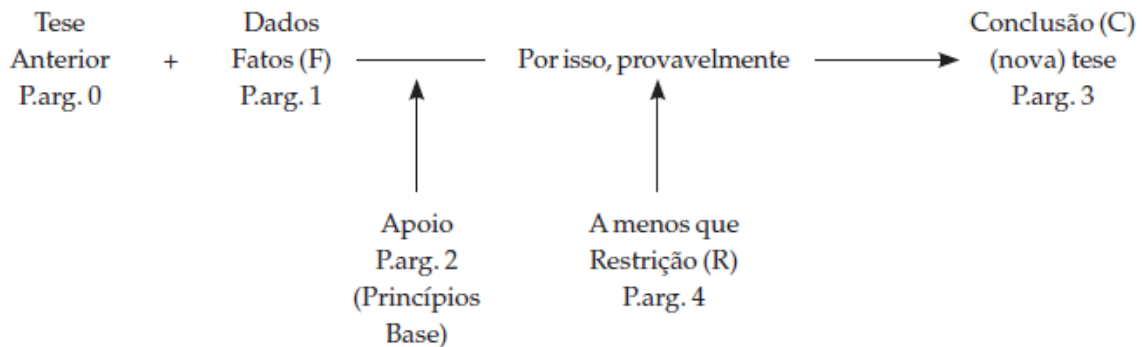 Tese
Anterior
P.arg. 0
+
Dados
Fatos (F)
P.arg. 1
Por isso, provavelmente
Conclusão (C)
(nova) tese
P.arg. 3
Apoio
P.arg. 2
(Princípios
Base)
A menos que
Restrição (R)
P.arg. 4